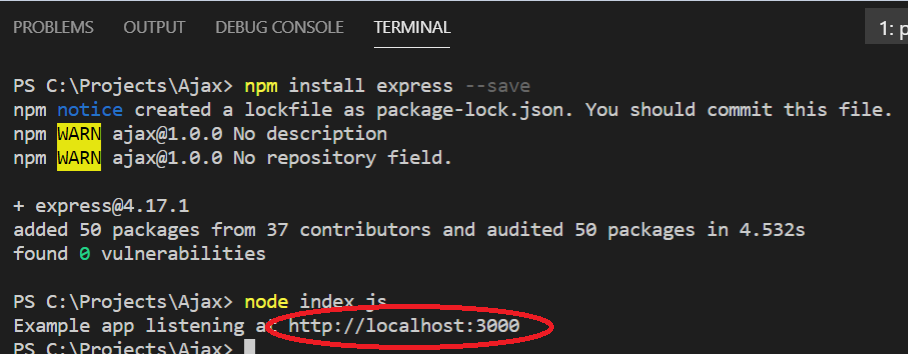 PROBLEMS OUTPUT DEBUG CONSOLE TERMINAL 1: p
PS C:\Projects\Ajax> npm install express --save
npm notice created a lockfile as package-lock.json. You should commit this file.
npm WARN ajax@1.0.0 No description
npm WARN ajax@1.0.0 No repository field.
+ express@4.17.1
added 50 packages from 37 contributors and audited 50 packages in 4.532s
found 0 vulnerabilities
PS C:\Projects\Ajax> node index.js
Example app listening at http://localhost:3000
PS C:\Projects\Ajax>